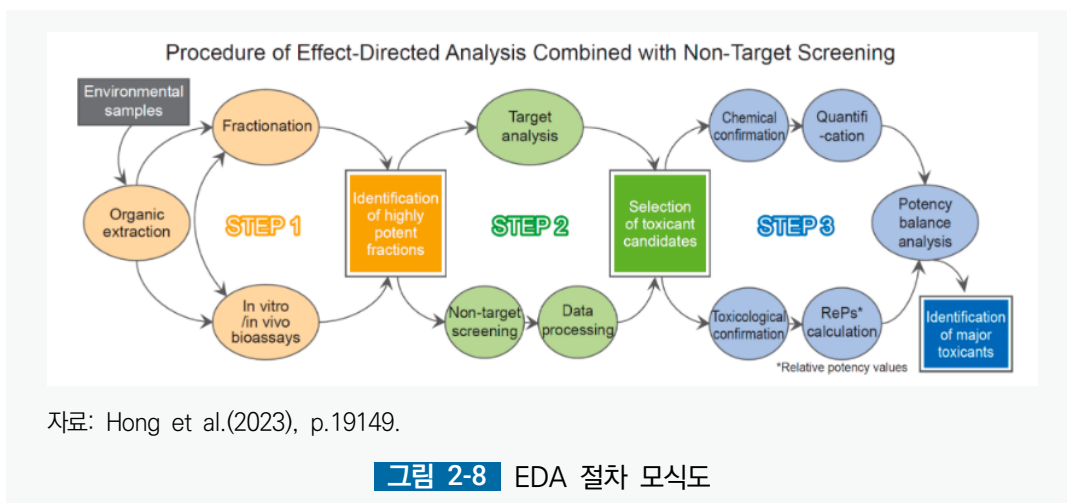 Procedure of Effect-Directed Analysis Combined with Non-Target Screening
Environmental
samples
Organic
extraction
Fractionation
In vitro
/in vivo
bioassays
STEP 1
Identification
of highly
potent
fractions
Target
analysis
STEP 2
Non-target
screening
Data
processing
Selection
of toxicant
candidates
Chemical
confirmation
Quantifi
-cation
STEP 3
Toxicological
confirmation
RePs*
calculation
Potency
balance
analysis
Identification
of major
toxicants
*Relative potency values
자료: Hong et al.(2023), p.19149.
그림 2-8 EDA 절차 모식도